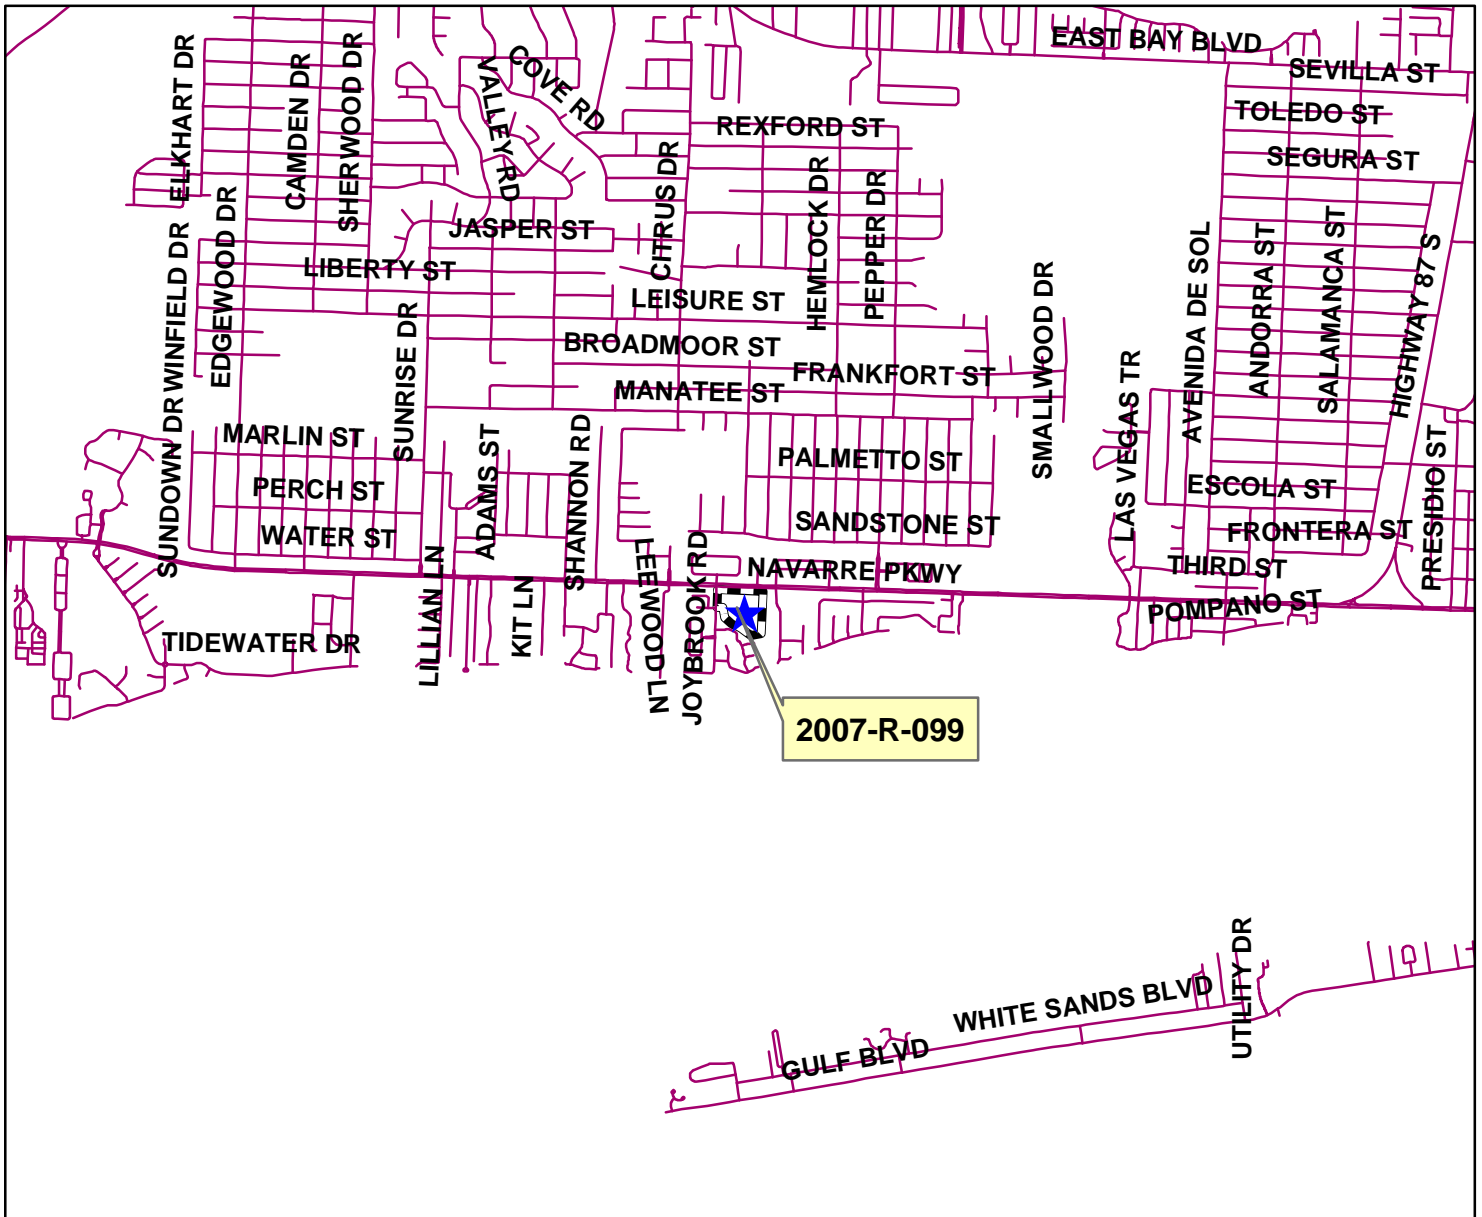 EAST BAY BLVD
SEVILLA ST
COVE RD
ELKHART DR
CAMDEN DR
SHERWOOD DR
VALLEY RD
TOLEDO ST
REXFORD ST
SEGURA ST
CITRUS DR
HEMLOCK DR
PEPPER DR
EDGEWOOD DR
WINFIELD DR
JASPER ST
LIBERTY ST
LEISURE ST
AVENIDA DE SOL
ANDORRA ST
SALAMANCA ST
HIGHWAY 87 S
SMALLWOOD DR
SUNRISE DR
BROADMOOR ST
FRANKFORT ST
MANATEE ST
LAS VEGAS TR
SUNDOWN DR
MARLIN ST
ADAMS ST
SHANNON RD
PALMETTO ST
PRESIDIO ST
PERCH ST
ESCOLA ST
WATER ST
SANDSTONE ST
FRONTERA ST
LILLIAN LN
KIT LN
LEEWOOD LN
JOYBROOK RD
NAVARRE PKWY
THIRD ST
POMPANO ST
TIDEWATER DR
2007-R-099
WHITE SANDS BLVD
UTILITY DR
GULF BLVD